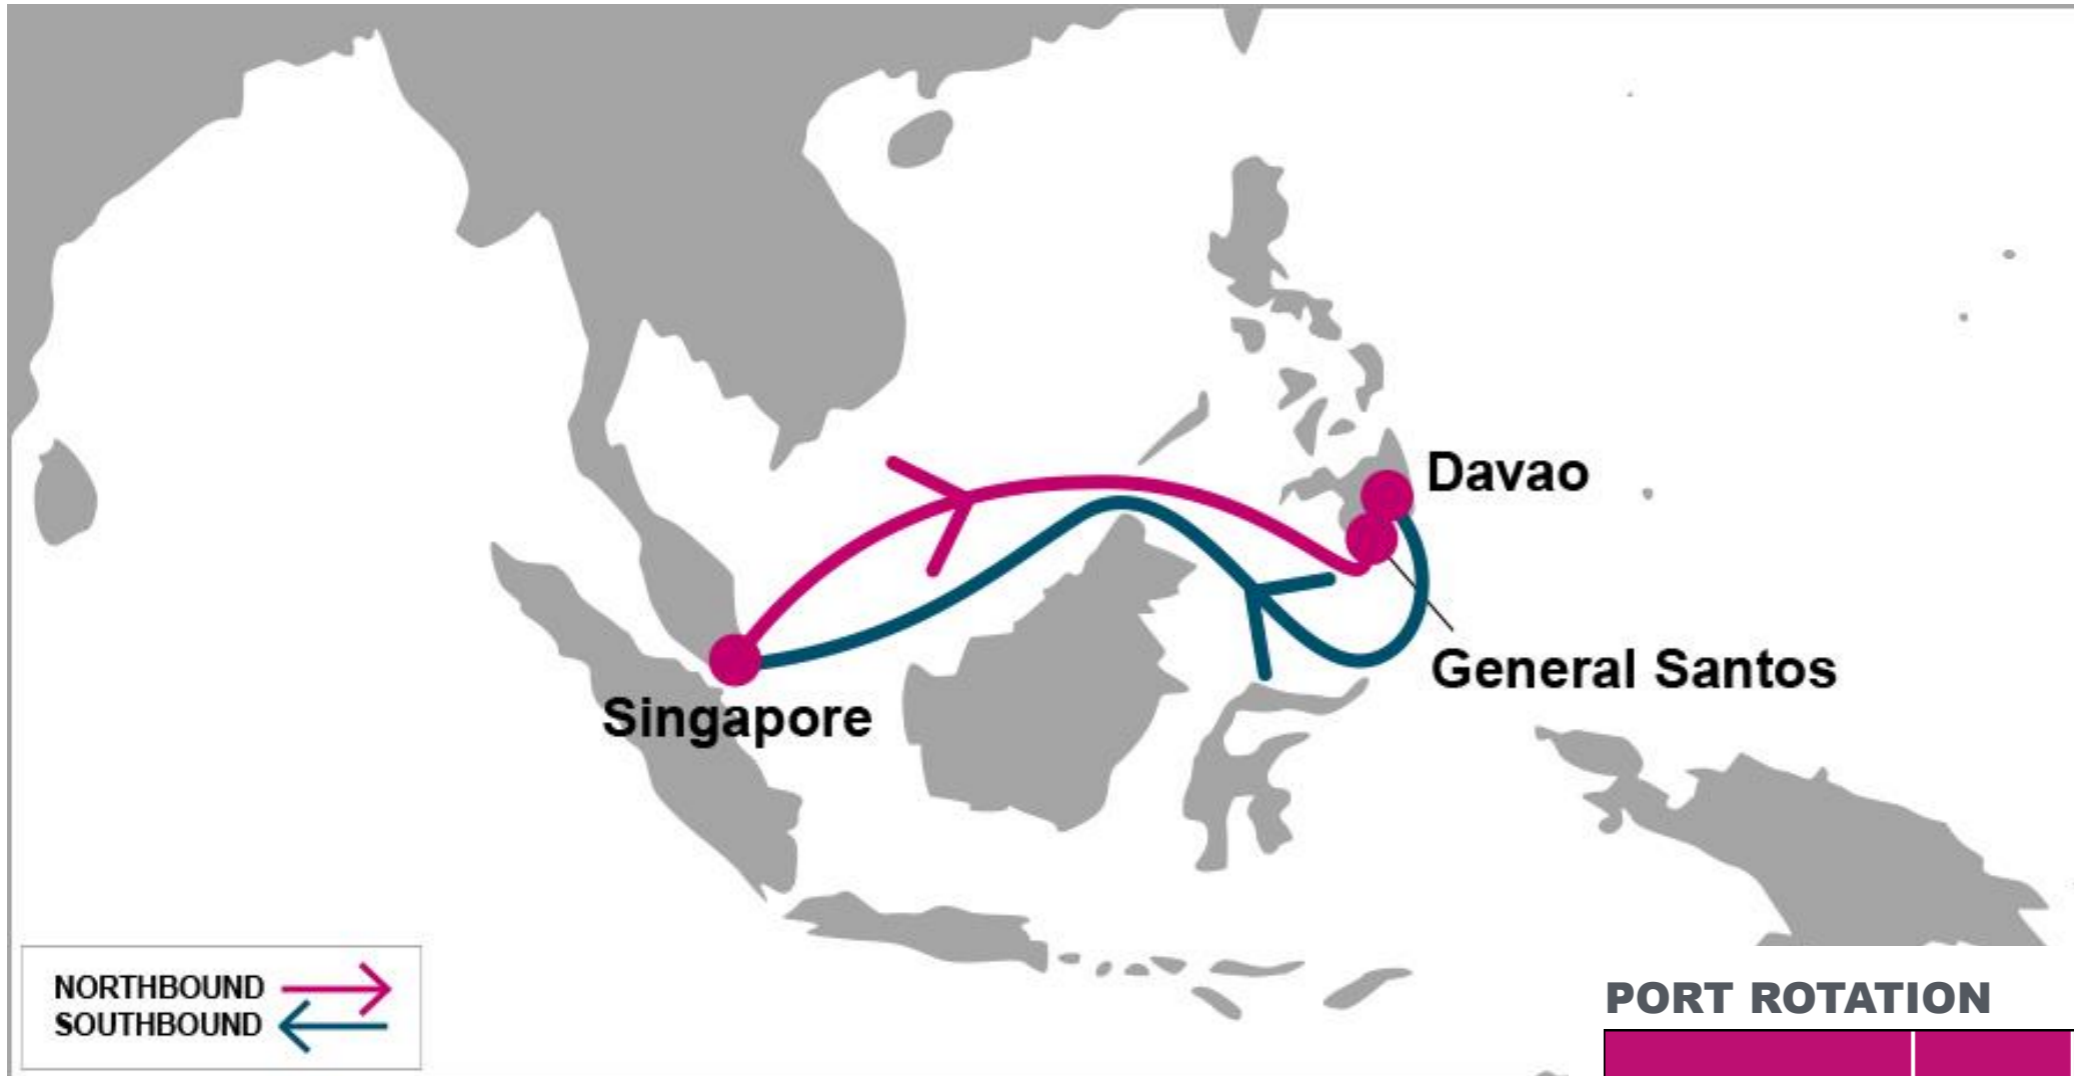 Davao
General Santos
Singapore
NORTHBOUND
SOUTHBOUND
PORT ROTATION